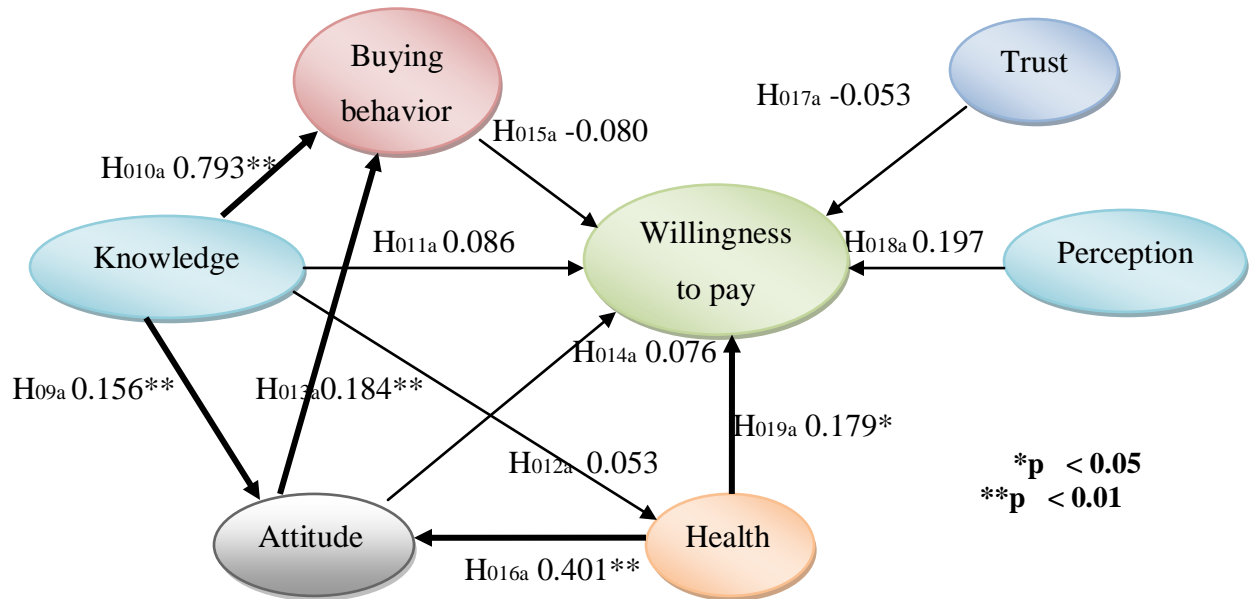 Buying
behavior
Trust
H017a -0.053
H015a -0.080
H010a 0.793**
Knowledge
H011a 0.086
Willingness
to pay
H018a 0.197
Perception
H014a 0.076
H09a 0.156**
H013a0.184**
H019a 0.179*
H012a 0.053
*p < 0.05
**p < 0.01
Attitude
Health
H016a 0.401**